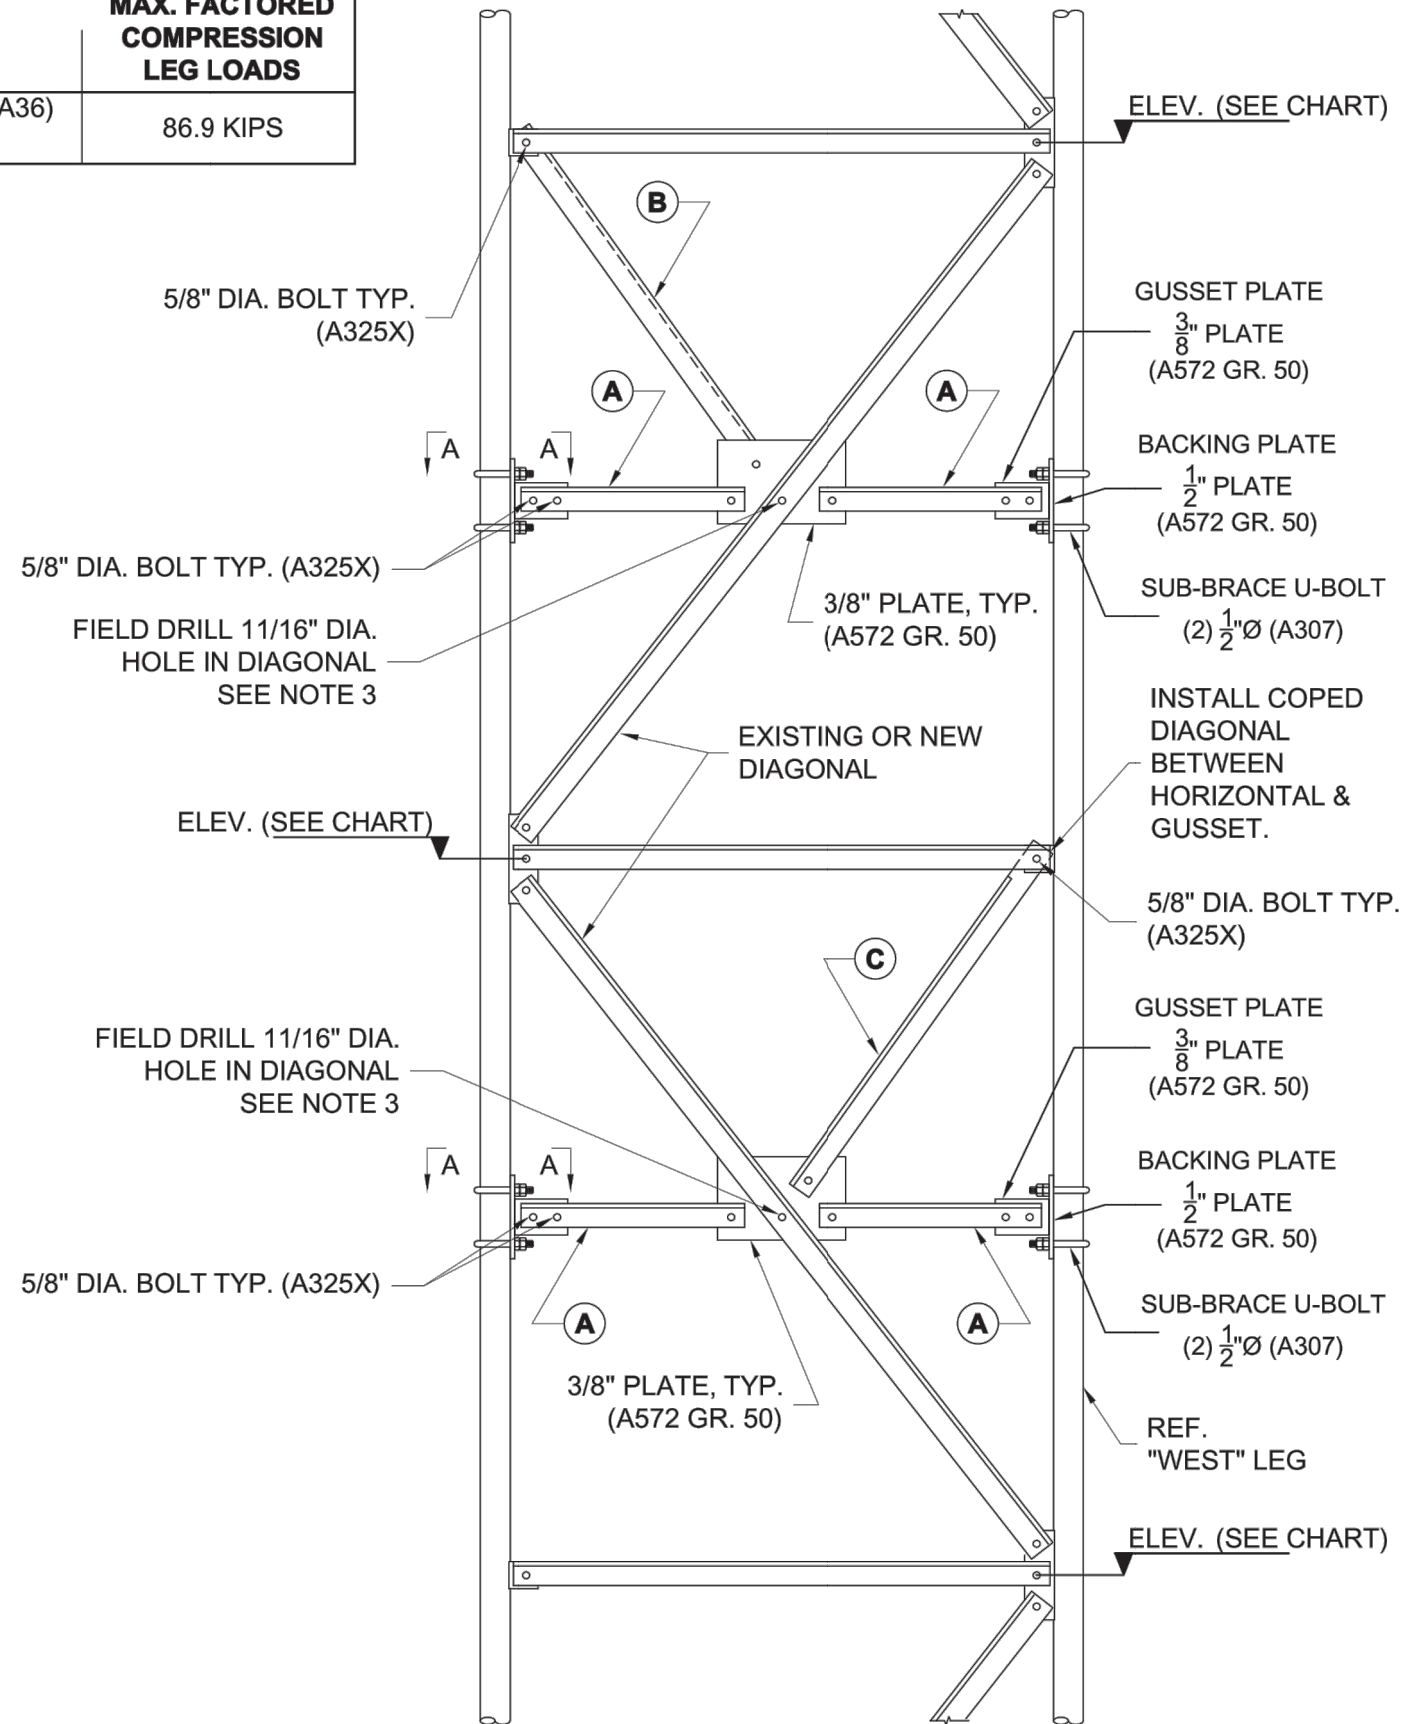 MAX. FACTORED
COMPRESSION
LEG LOADS
A36)
86.9 KIPS
ELEV. (SEE CHART)
B
5/8" DIA. BOLT TYP.
(A325X)
GUSSET PLATE
3/8" PLATE
(A572 GR. 50)
A
A
A
A
BACKING PLATE
1/2" PLATE
(A572 GR. 50)
5/8" DIA. BOLT TYP. (A325X)
SUB-BRACE U-BOLT
(2) 1/2"Ø (A307)
3/8" PLATE, TYP.
(A572 GR. 50)
FIELD DRILL 11/16" DIA.
HOLE IN DIAGONAL
SEE NOTE 3
INSTALL COPED
DIAGONAL
BETWEEN
HORIZONTAL &
GUSSET.
EXISTING OR NEW
DIAGONAL
ELEV. (SEE CHART)
5/8" DIA. BOLT TYP.
(A325X)
C
GUSSET PLATE
3/8" PLATE
(A572 GR. 50)
FIELD DRILL 11/16" DIA.
HOLE IN DIAGONAL
SEE NOTE 3
A
A
BACKING PLATE
1/2" PLATE
(A572 GR. 50)
5/8" DIA. BOLT TYP. (A325X)
SUB-BRACE U-BOLT
(2) 1/2"Ø (A307)
A
A
3/8" PLATE, TYP.
(A572 GR. 50)
REF.
"WEST" LEG
ELEV. (SEE CHART)